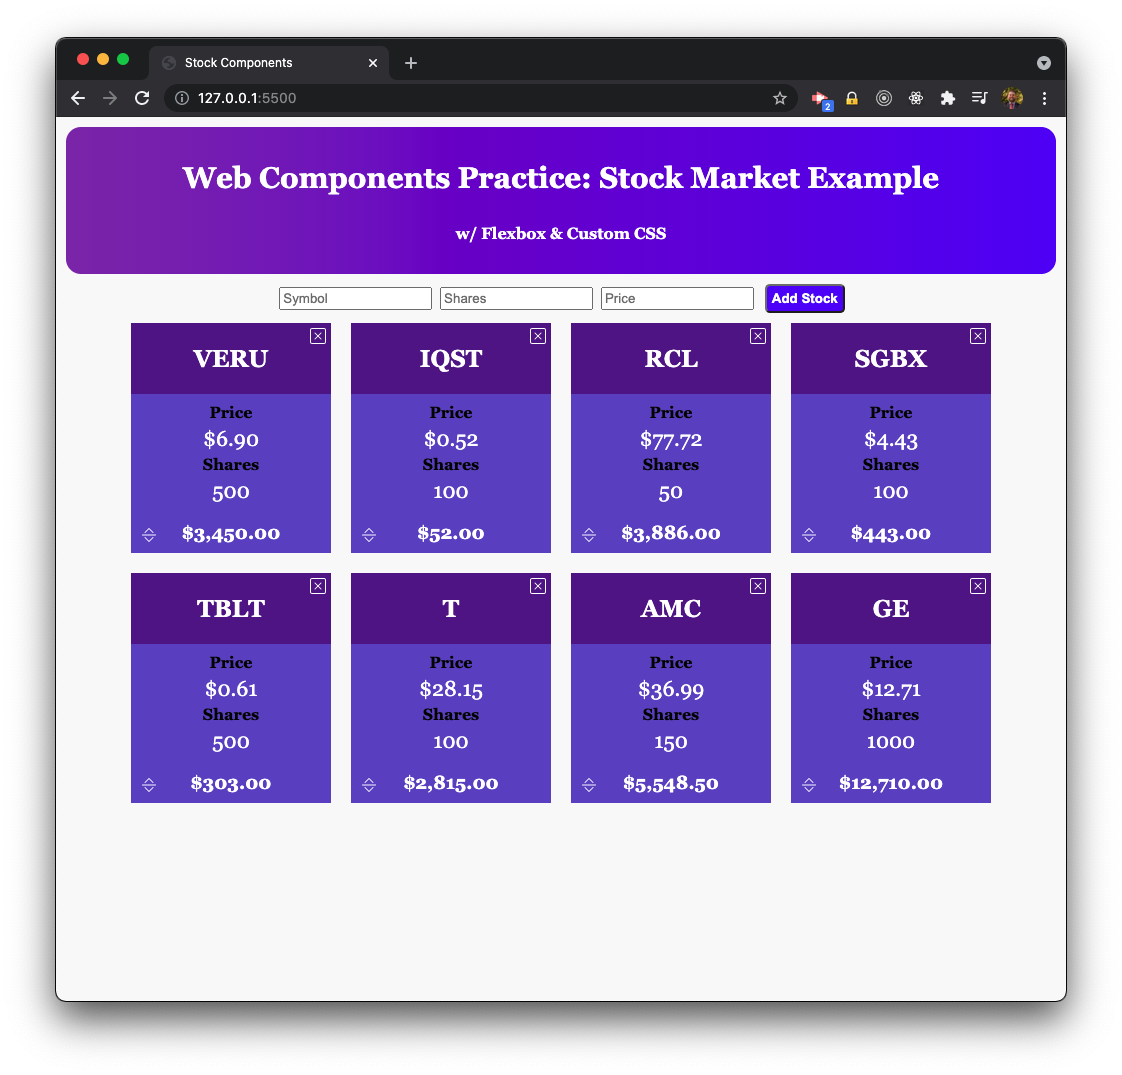 Stock Components
127.0.0.1:5500
2
Web Components Practice: Stock Market Example
w/ Flexbox & Custom CSS
Symbol Shares Price Add Stock
VERU IQST RCL SGBX
Price Price Price Price
$6.90 $0.52 $77.72 $4.43
Shares Shares Shares Shares
500 100 50 100
$3,450.00 $52.00 $3,886.00 $443.00
TBLT T AMC GE
Price Price Price Price
$0.61 $28.15 $36.99 $12.71
Shares Shares Shares Shares
500 100 150 1000
$303.00 $2,815.00 $5,548.50 $12,710.00